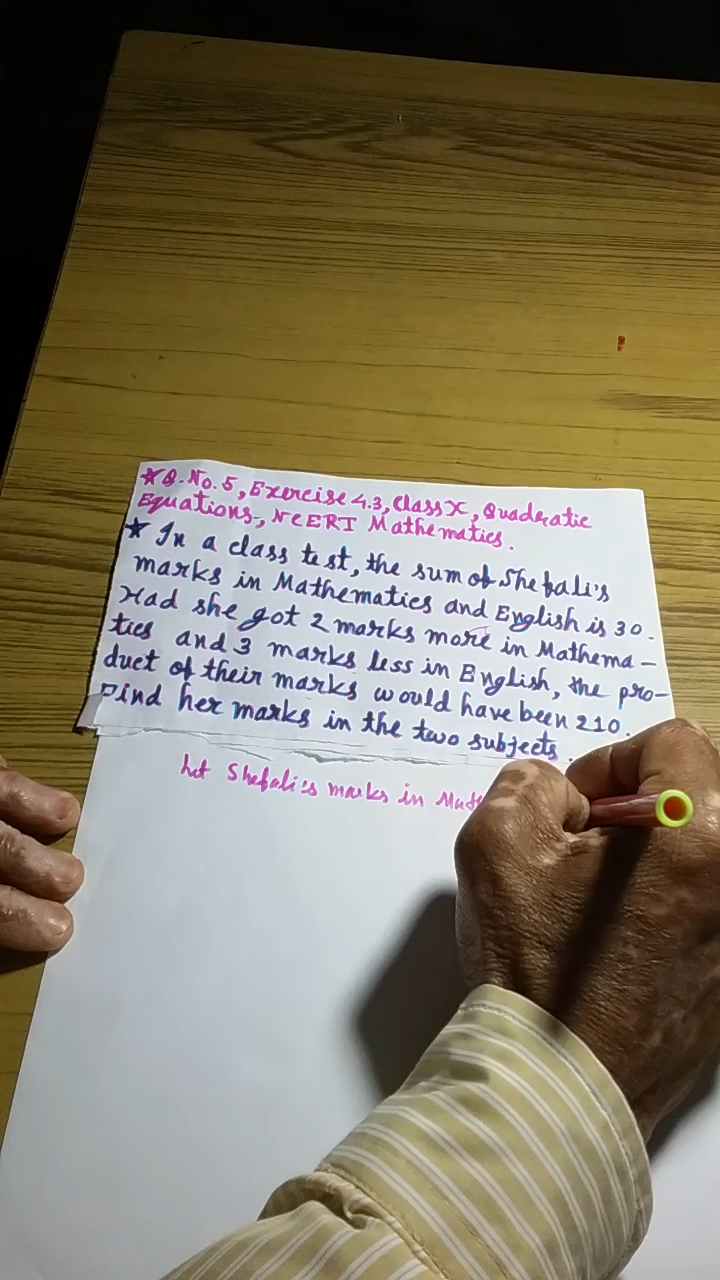 ★ Q. No. 5, Exercise 4.3, Class X, Quadratic
Equations, NCERT Mathematics.
★ In a class test, the sum of Shefali's
marks in Mathematics and English is 30.
Had she got 2 marks more in Mathema-
tics and 3 marks less in English, the pro-
duct of their marks would have been 210.
Find her marks in the two subjects.
Let Shefali's marks in Mat